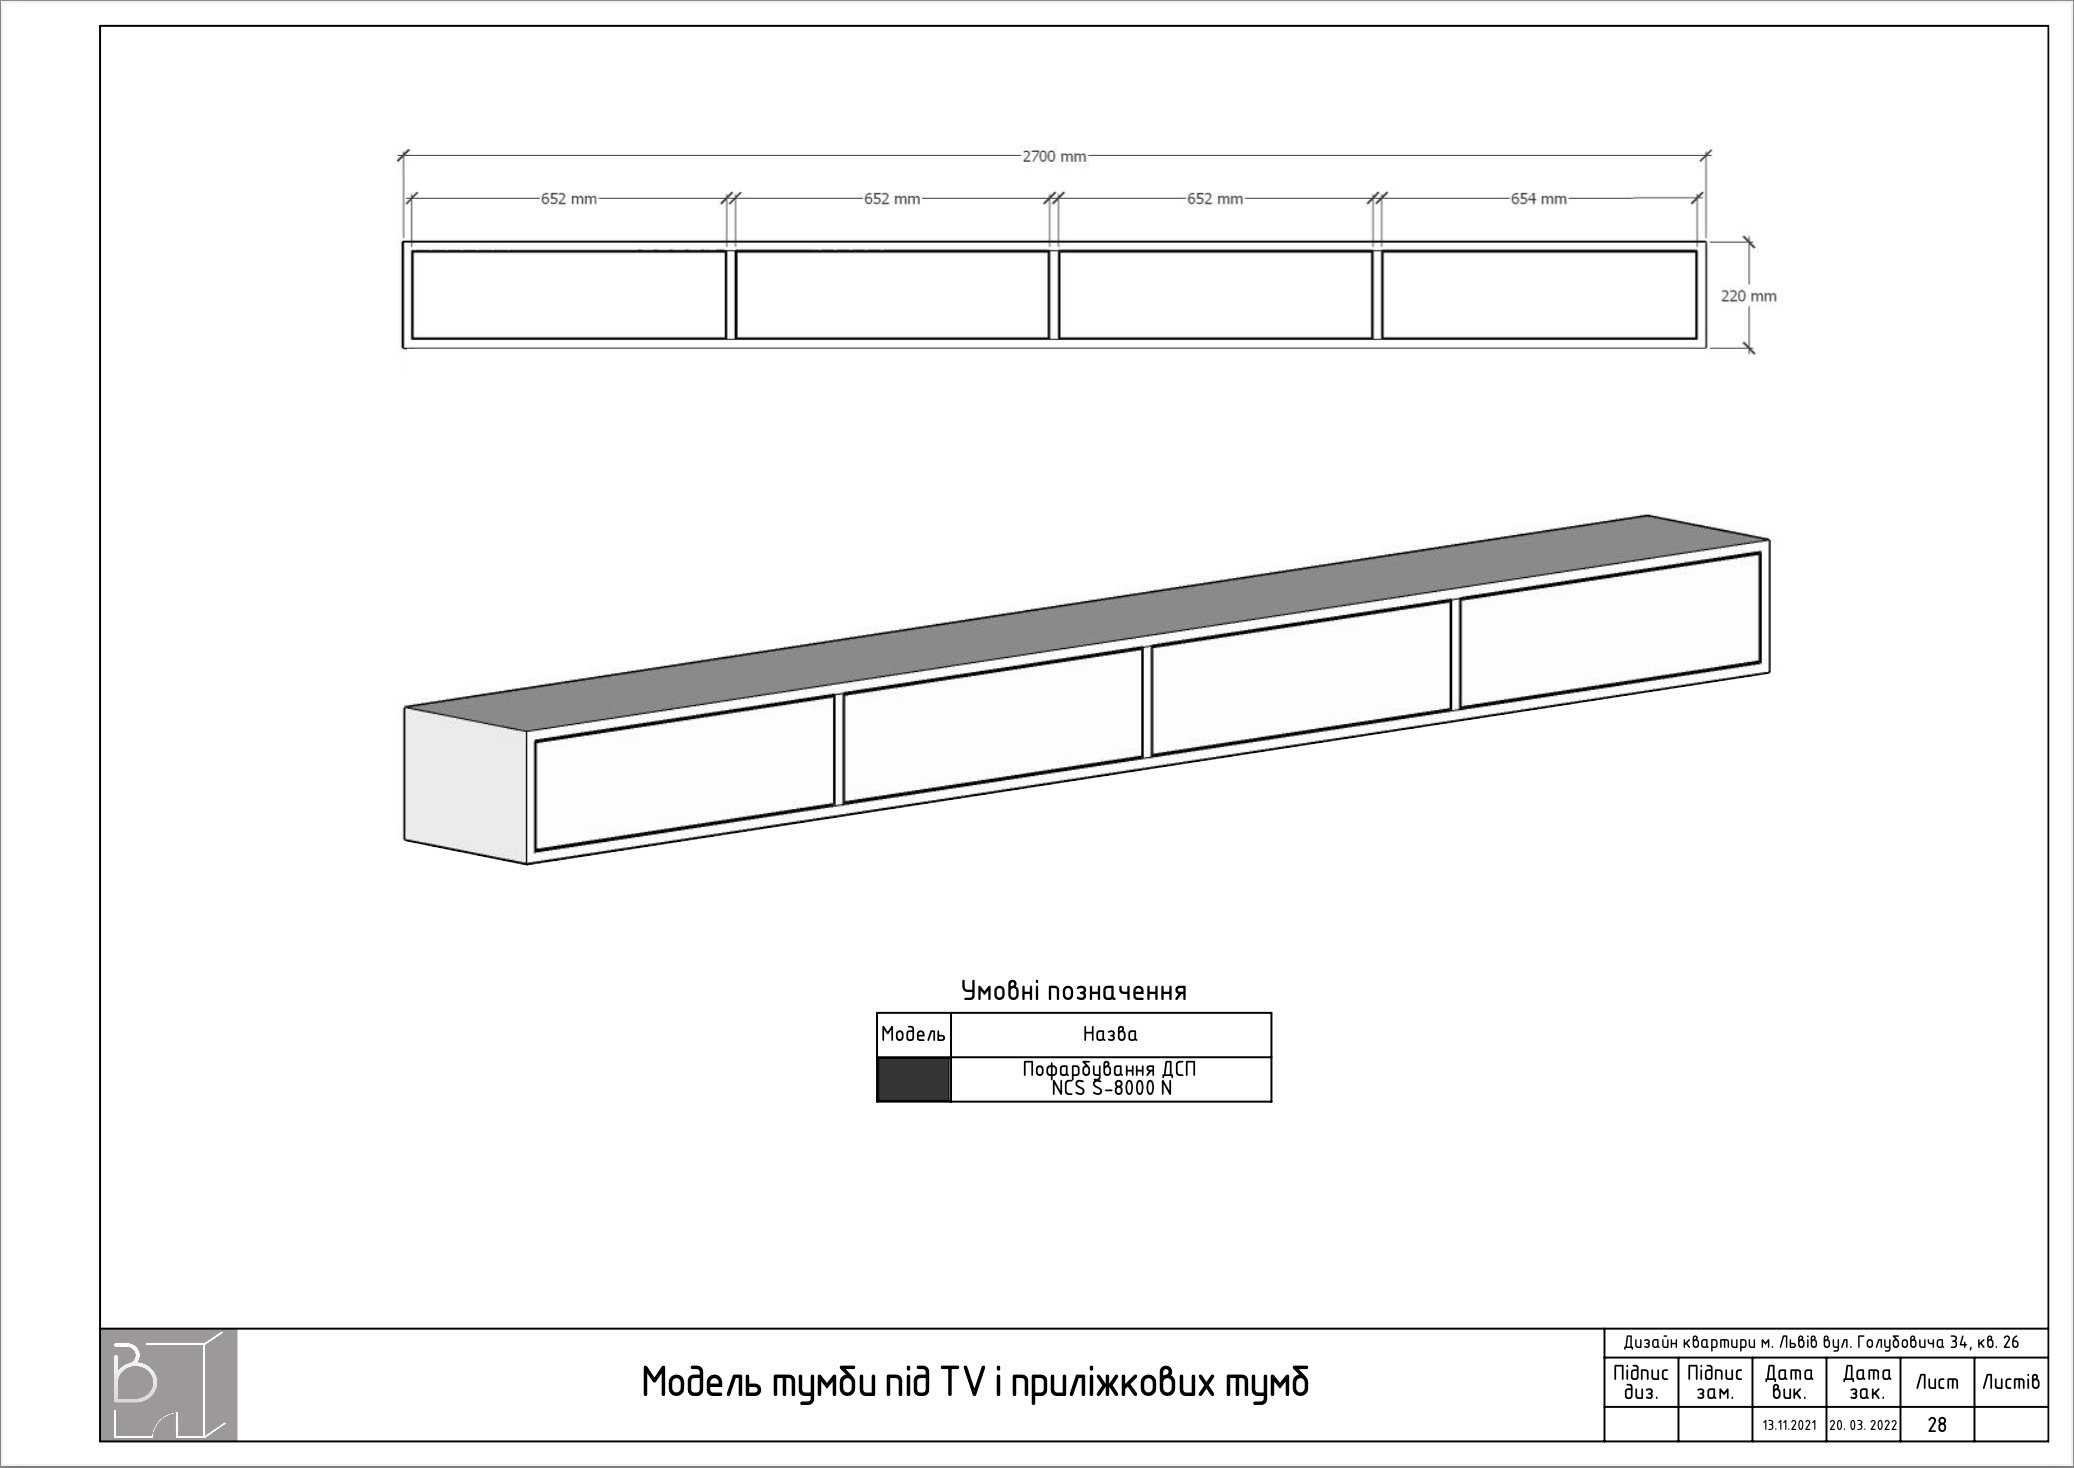 2700 mm
652 mm 652 mm 652 mm 654 mm
220 mm
Умовні позначення
Модель Назва
Пофарбування ДСП
NCS S-8000 N
В
Модель тумби під TV і приліжкових тумб
Дизайн квартири м. Львів вул. Голубовича 34, кв. 26
Підпис диз. Підпис зам. Дата вик. Дата зак. Лист Листів
13.11.2021 20. 03. 2022 28